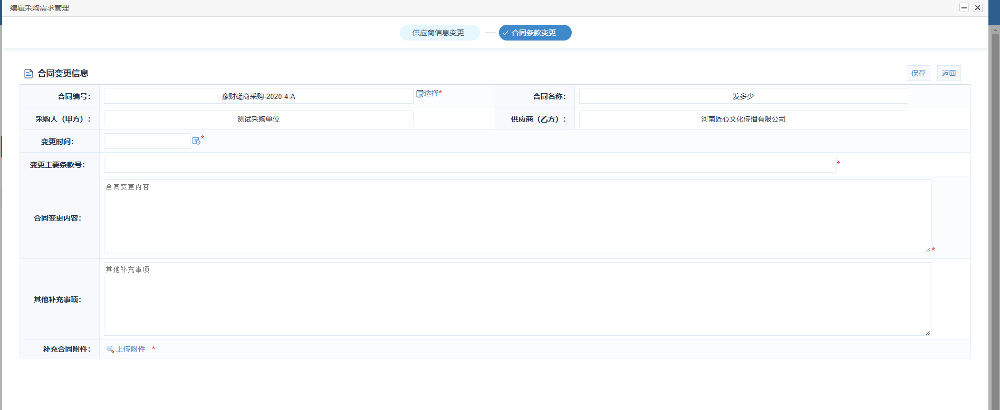 编辑采购需求管理
供应商信息变更
合同条款变更
合同变更信息
保存
返回
合同编号：
豫财磋商采购-2020-4-A
选择*
合同名称：
发多少
采购人（甲方）：
测试采购单位
供应商（乙方）：
河南匠心文化传播有限公司
变更时间：
*
变更主要条款号：
*
合同变更内容：
合同变更内容
*
其他补充事项：
其他补充事项
补充合同附件：
上传附件 *